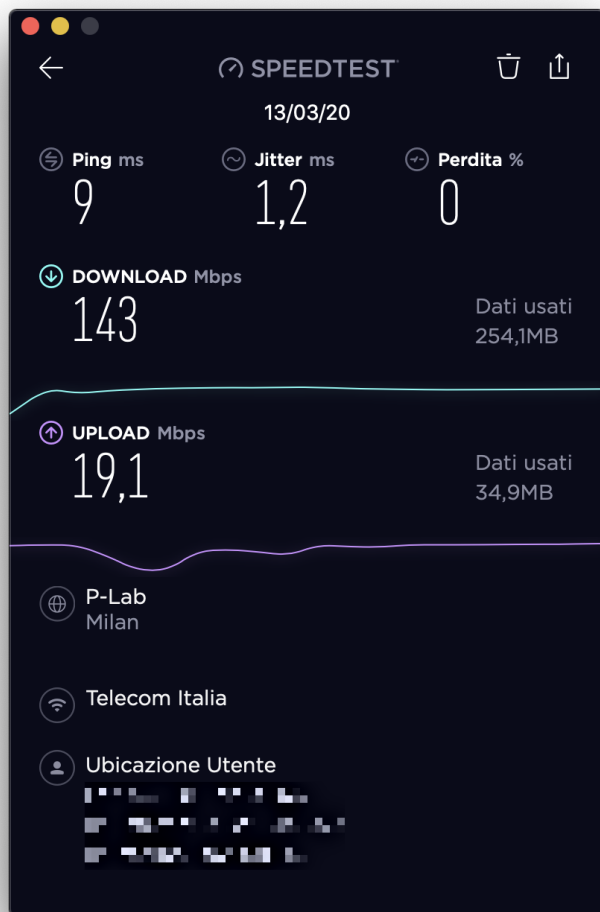 SPEEDTEST
13/03/20
Ping ms
Jitter ms
Perdita %
9
1,2
0
DOWNLOAD Mbps
143
Dati usati
254,1MB
UPLOAD Mbps
19,1
Dati usati
34,9MB
P-Lab
Milan
Telecom Italia
Ubicazione Utente